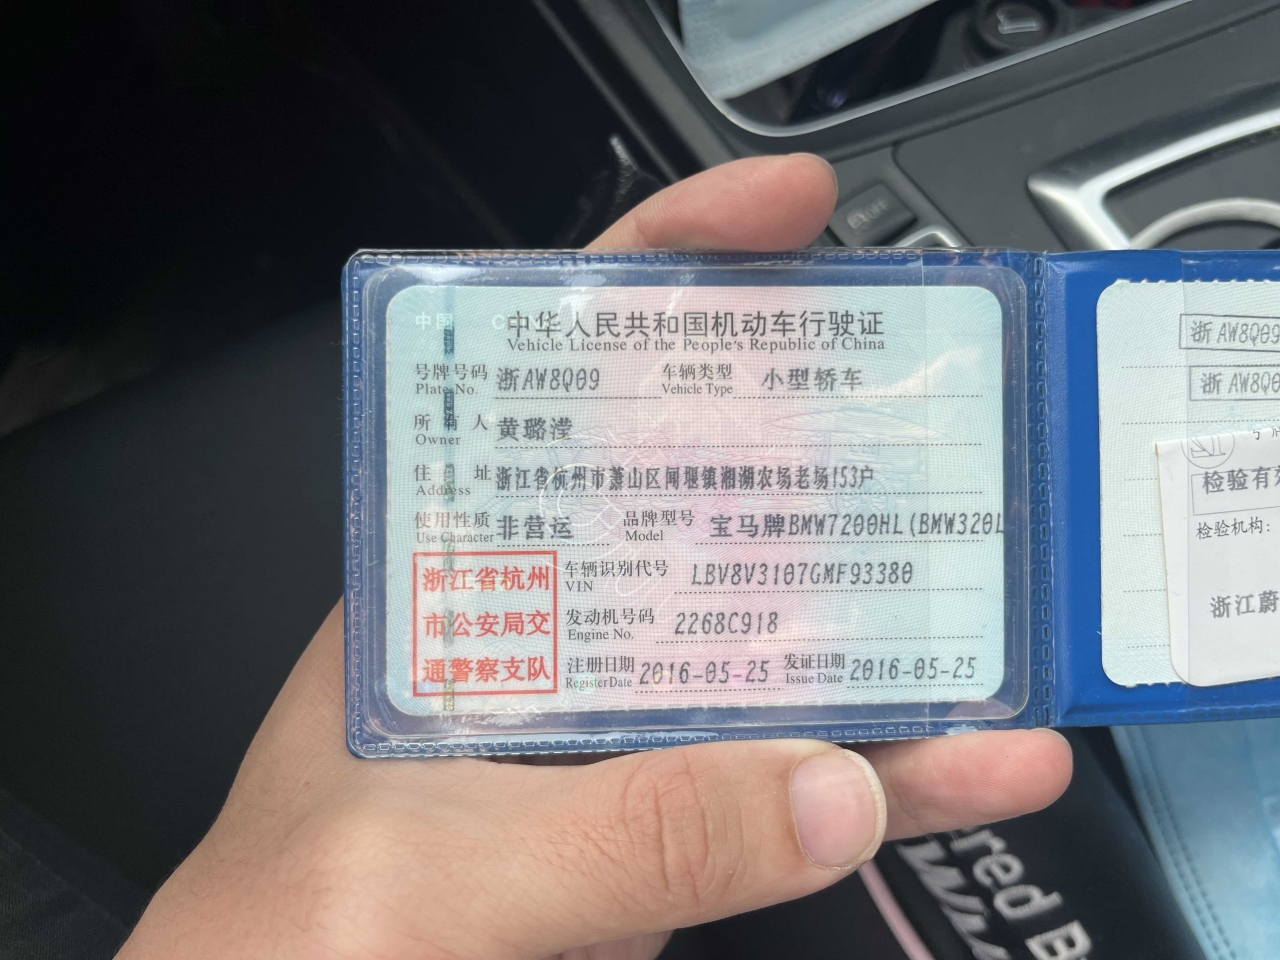 中国 C
中华人民共和国机动车行驶证
Vehicle License of the People's Republic of China
号牌号码 浙AW8Q09 车辆类型 小型轿车
Plate No. Vehicle Type
所有人 黄璐滢
Owner
住址 浙江省杭州市萧山区闻堰镇湘湖农场老场153户
Address
使用性质 非营运 品牌型号 宝马牌BMW7200HL(BMW320L
Use Character Model
浙江省杭州
市公安局交
通警察支队
车辆识别代号 LBV8V3107GMF93380
VIN
发动机号码 2268C918
Engine No.
注册日期 2016-05-25 发证日期 2016-05-25
Register Date Issue Date
浙AW8Q09
浙AW8Q0
检验有效
检验机构:
浙江蔚
ered B